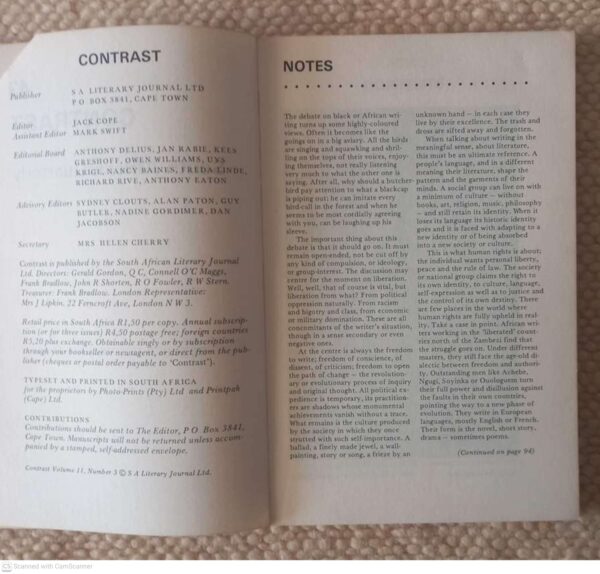 CONTRAST
Publisher S A LITERARY JOURNAL LTD
P O BOX 3841, CAPE TOWN
Editor JACK COPE
Assistant Editor MARK SWIFT
Editorial Board ANTHONY DELIUS, JAN RABIE, KEES
GRESHOFF, OWEN WILLIAMS, UYS
KRIGE, NANCY BAINES, FREDA LINDE,
RICHARD RIVE, ANTHONY EATON
Advisory Editors SYDNEY CLOUTS, ALAN PATON, GUY
BUTLER, NADINE GORDIMER, DAN
JACOBSON
Secretary MRS HELEN CHERRY
Contrast is published by the South African Literary Journal
Ltd. Directors: Gerald Gordon, Q C, Connell O'C Maggs,
Frank Bradlow, John R Shorten, R O Fowler, R W Stern.
Treasurer: Frank Bradlow. London Representative:
Mrs J Lipkin, 22 Ferncroft Ave, London N W 3.
Retail price in South Africa R1,50 per copy. Annual subscrip-
tion (or for three issues) R4,50 postage free; foreign countries
R5,20 plus exchange. Obtainable singly or by subscription
through your bookseller or newsagent, or direct from the pub-
lisher (cheques or postal order payable to 'Contrast').
TYPESET AND PRINTED IN SOUTH AFRICA
for the proprietors by Photo-Prints (Pty) Ltd and Printpak
(Cape) Ltd.
CONTRIBUTIONS
Contributions should be sent to The Editor, P O Box 3841,
Cape Town. Manuscripts will not be returned unless accom-
panied by a stamped, self-addressed envelope.
Contrast Volume 11, Number 3 © S A Literary Journal Ltd.
NOTES
The debate on black or African wri-
ting turns up some highly-coloured
views. Often it becomes like the
goings on in a big aviary. All the birds
are singing and squawking and shril-
ling on the tops of their voices, enjoy-
ing themselves, not really listening
very much to what the other one is
saying. After all, why should a butcher-
bird pay attention to what a blackcap
is piping out; he can imitate every
bird-call in the forest and when he
seems to be most cordially agreeing
with you, can be laughing up his
sleeve.
The important thing about this
debate is that it should go on. It must
remain open-ended, not be cut off by
any kind of compulsion, or ideology,
or group-interest. The discussion may
centre for the moment on liberation.
Well, well, that of course is vital, but
liberation from what? From political
oppression naturally. From racism
and bigotry and class, from economic
or military domination. All these are
concomitants of the writer's situation,
though in a sense secondary or even
negative ones.
At the centre is always the freedom
to write; freedom of conscience, of
dissent, of criticism; freedom to open
the path of change – the revolution-
ary or evolutionary process of inquiry
and original thought. All political ex-
pedience is temporary, its practition-
ers are shadows whose monumental
achievements vanish without a trace.
What remains is the culture produced
by the society in which they once
strutted with such self-importance. A
ballad, a finely made jewel, a wall-
painting, story or song, a frieze by an
unknown hand – in each case they
live by their excellence. The trash and
dross are sifted away and forgotten.
When talking about writing in the
meaningful sense, about literature,
this must be an ultimate reference. A
people's language, and in a different
meaning their literature, shape the
pattern and the garments of their
minds. A social group can live on with
a minimum of culture – without
books, art, religion, music, philosophy
– and still retain its identity. When it
loses its language its historic identity
goes and it is faced with adapting to a
new identity or of being absorbed
into a new society or culture.
This is what human rights is about;
the individual wants personal liberty,
peace and the rule of law. The society
or national group claims the right to
its own identity, to culture, language,
self-expression as well as to justice and
the control of its own destiny. There
are few places in the world where
human rights are fully upheld in real-
ity. Take a case in point. African wri-
ters working in the 'liberated' coun-
tries north of the Zambezi find that
the struggle goes on. Under different
masters, they still face the age-old di-
alectic between freedom and authori-
ty. Outstanding men like Achebe,
Ngugi, Soyinka or Ouologuem turn
their full power and disillusion against
the faults in their own countries,
pointing the way to a new phase of
evolution. They write in European
languages, mostly English or French.
Their form is the novel, short story,
drama – sometimes poems.
(Continued on page 94)
CS Scanned with CamScanner